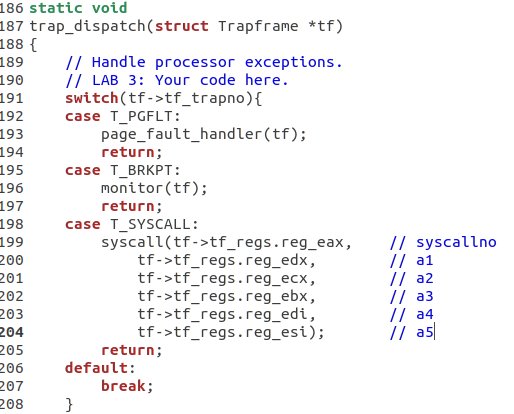 186 static void
187 trap_dispatch(struct Trapframe *tf)
188 {
189     // Handle processor exceptions.
190     // LAB 3: Your code here.
191     switch(tf->tf_trapno){
192     case T_PGFLT:
193         page_fault_handler(tf);
194         return;
195     case T_BRKPT:
196         monitor(tf);
197         return;
198     case T_SYSCALL:
199         syscall(tf->tf_regs.reg_eax,    // syscallno
200             tf->tf_regs.reg_edx,        // a1
201             tf->tf_regs.reg_ecx,        // a2
202             tf->tf_regs.reg_ebx,        // a3
203             tf->tf_regs.reg_edi,        // a4
204             tf->tf_regs.reg_esi);       // a5
205         return;
206     default:
207         break;
208     }